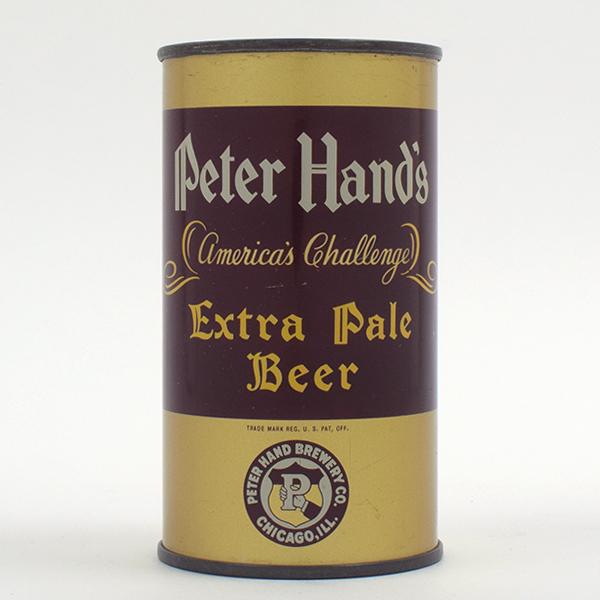 Peter Hand's
(America's Challenge)
Extra Pale
Beer
TRADE MARK REG. U. S. PAT. OFF.
PETER HAND BREWERY CO.
P
CHICAGO, ILL.